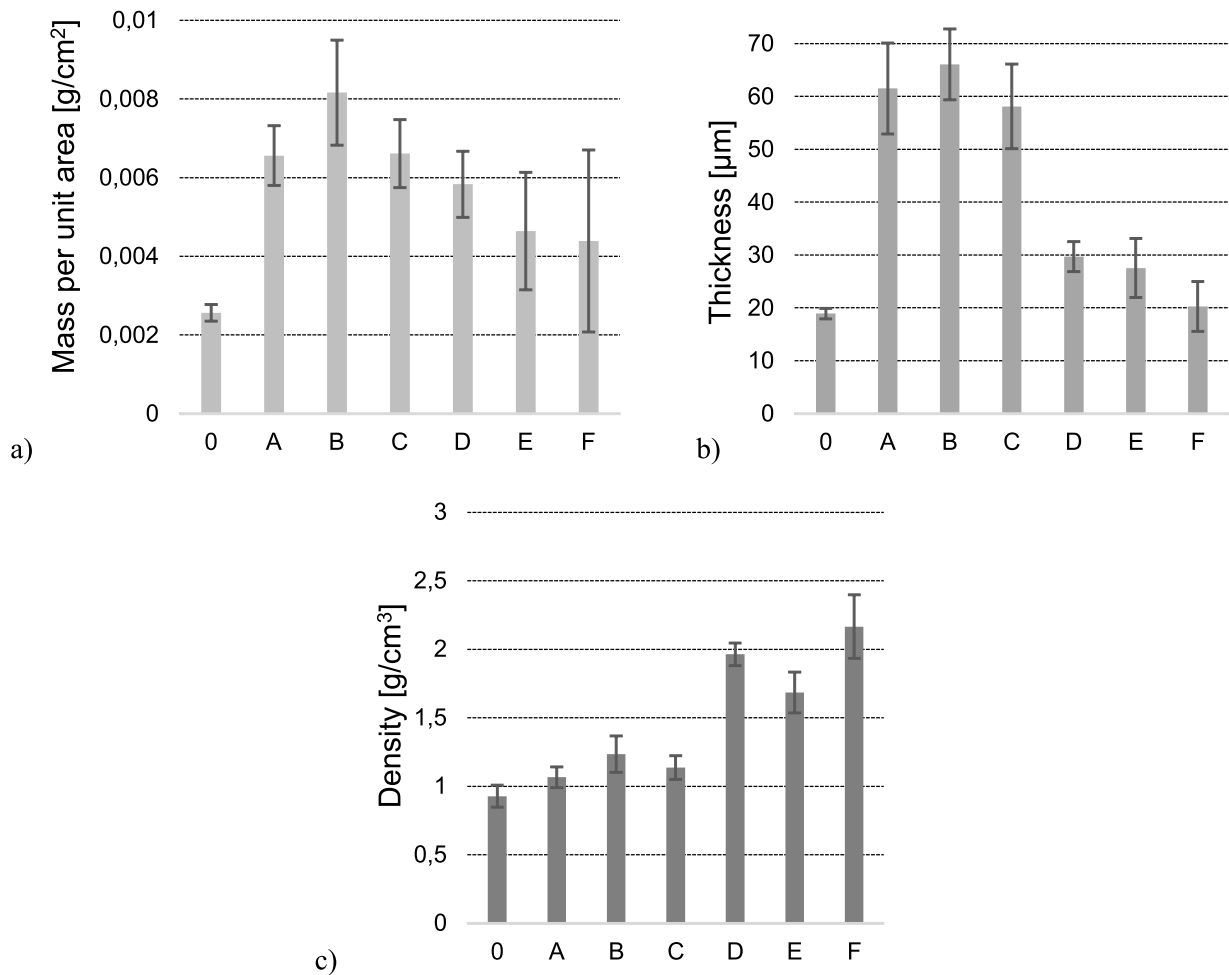 Mass per unit area [g/cm²]
0,01
0,008
0,006
0,004
0,002
0
0 A B C D E F
a)
Thickness [µm]
70
60
50
40
30
20
10
0
0 A B C D E F
b)
Density [g/cm³]
3
2,5
2
1,5
1
0,5
0
0 A B C D E F
c)